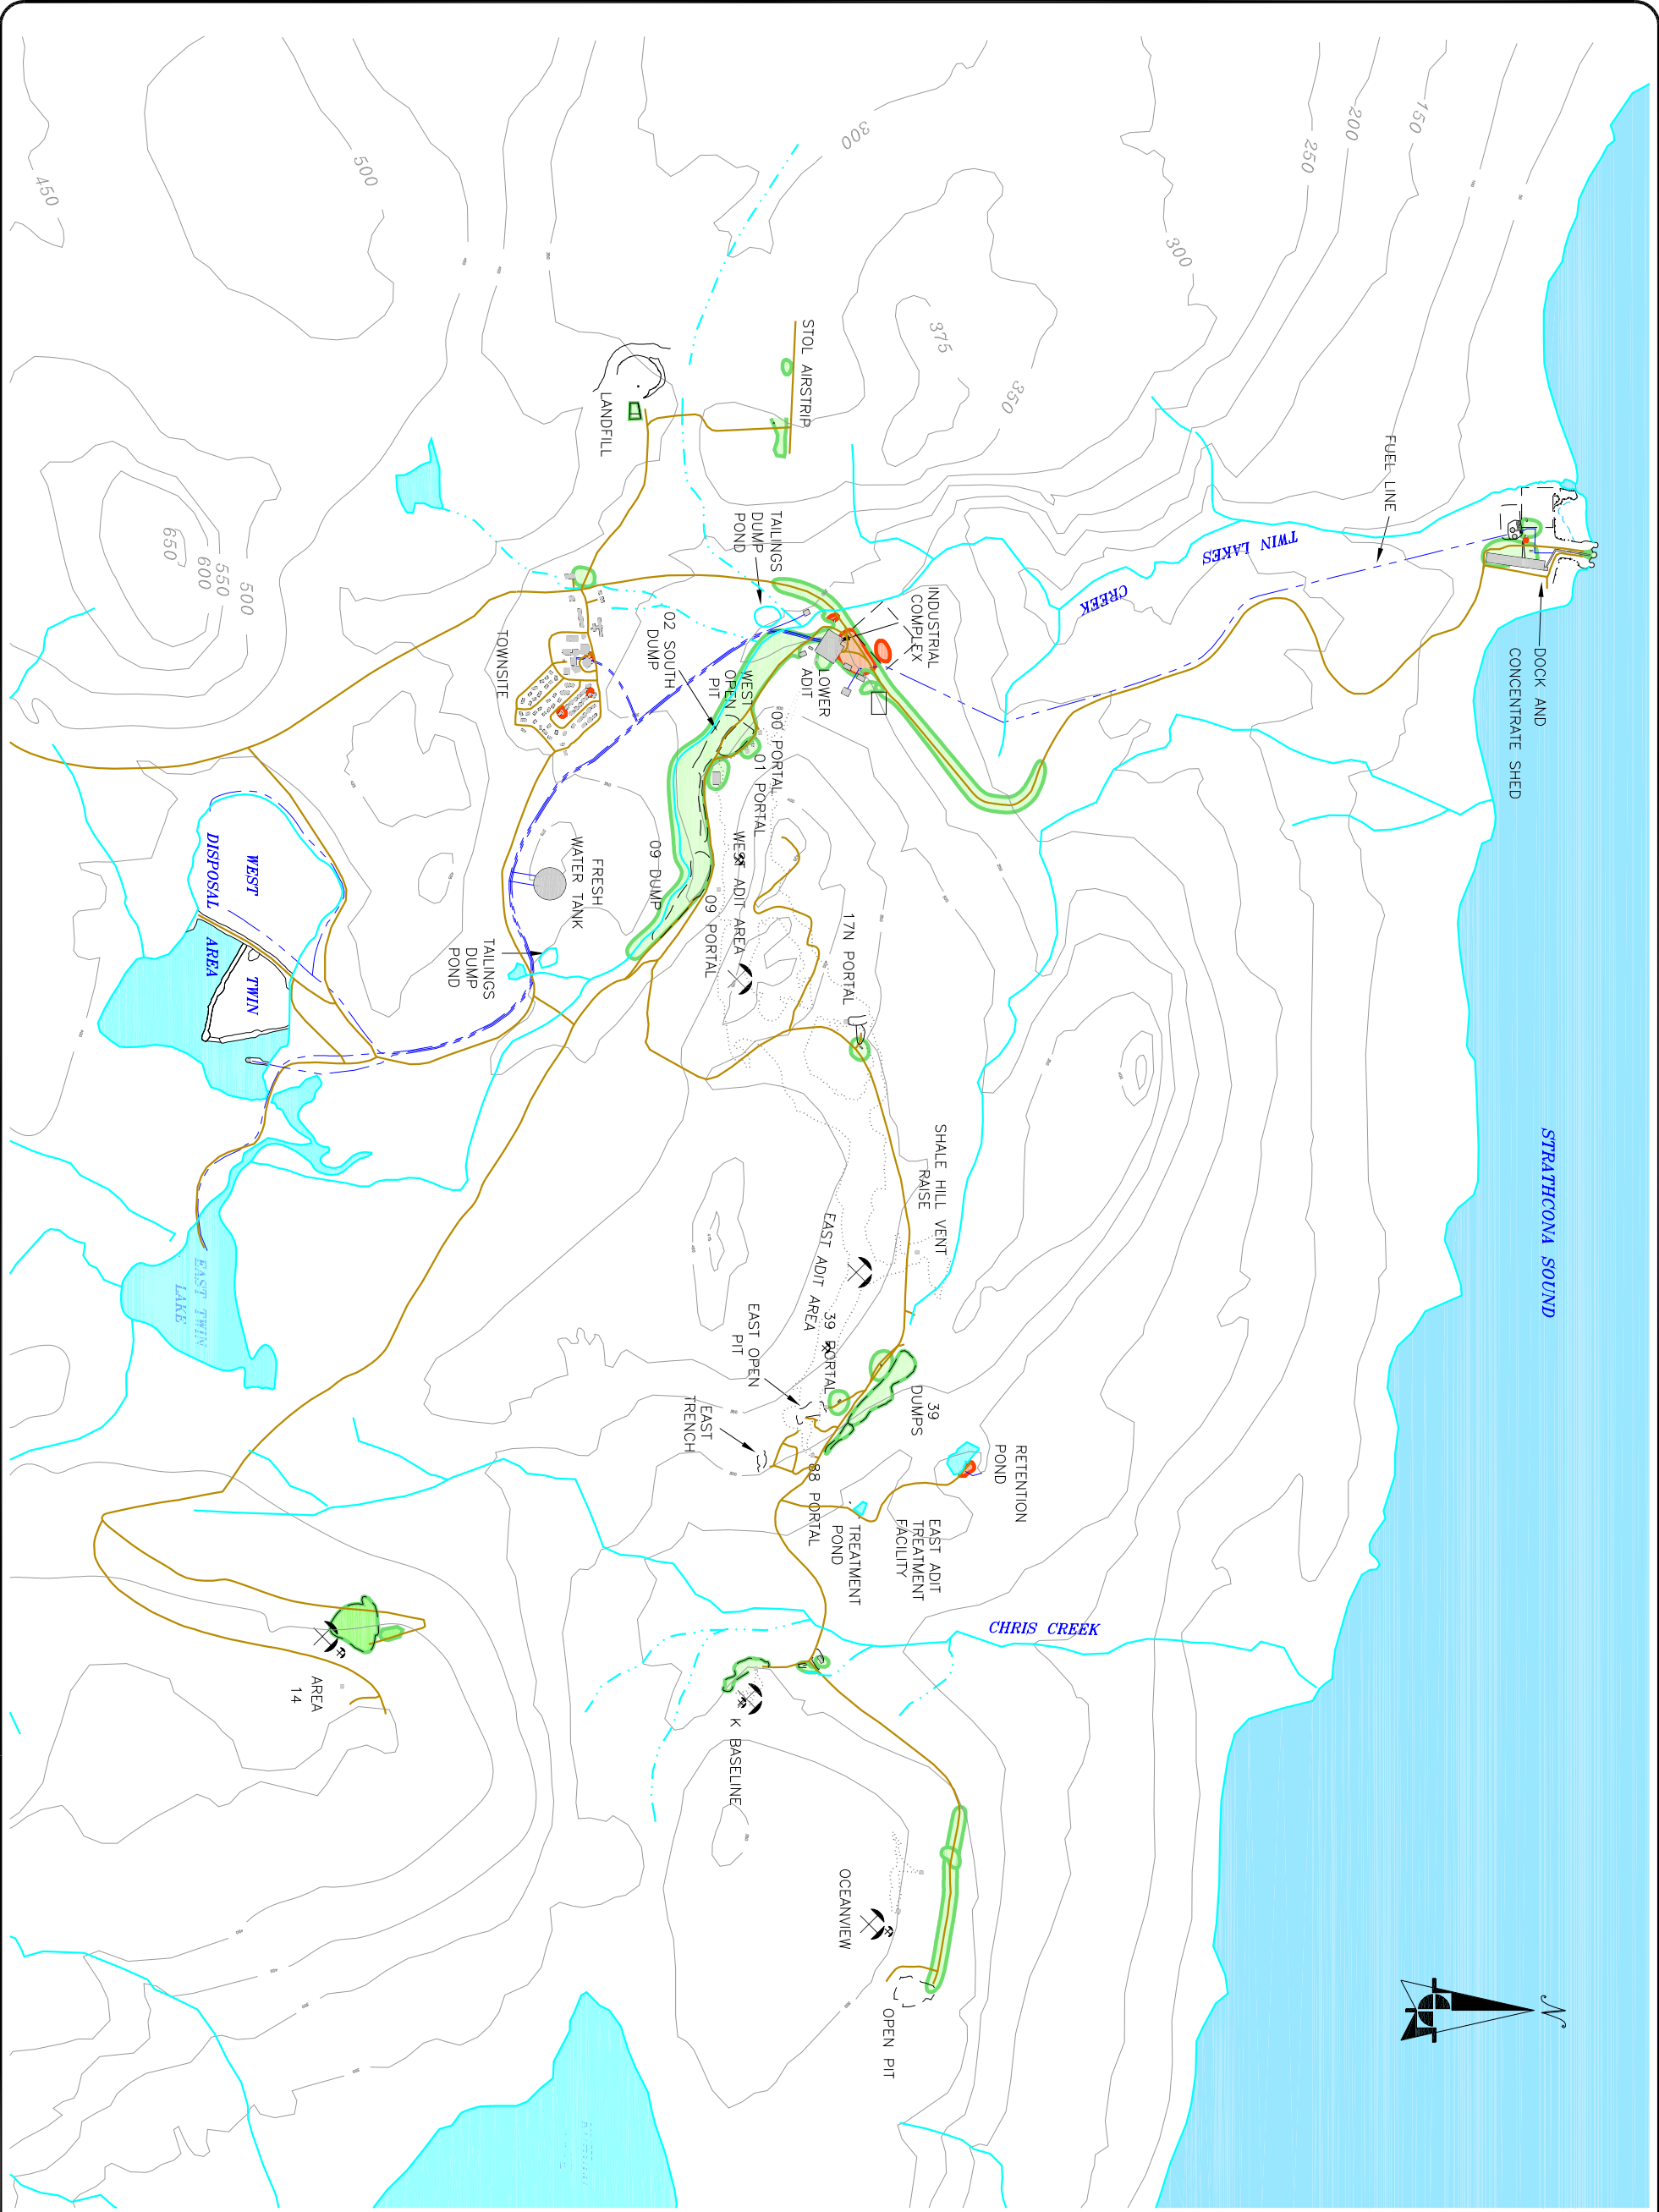 STRATHCONA SOUND
N
DOCK AND
CONCENTRATE SHED
FUEL LINE
TWIN LAKES
CREEK
150
200
250
300
300
350
375
STOL AIRSTRIP
LANDFILL
500
450
500
550
600
650
INDUSTRIAL
COMPLEX
TAILINGS
DUMP
POND
LOWER
ADIT
02 SOUTH
DUMP
WEST
OPEN
PIT
00 PORTAL
01 PORTAL
WEST ADIT AREA
TOWNSITE
FRESH
WATER TANK
09 DUMP
09 PORTAL
17N PORTAL
TAILINGS
DUMP
POND
WEST
TWIN
DISPOSAL
AREA
EAST TWIN
LAKE
SHALE HILL VENT
RAISE
EAST ADIT AREA
39 PORTAL
EAST OPEN
PIT
EAST
TRENCH
39
DUMPS
88 PORTAL
RETENTION
POND
EAST ADIT
TREATMENT
FACILITY
TREATMENT
POND
CHRIS CREEK
AREA
14
K BASELINE
OCEANVIEW
OPEN PIT